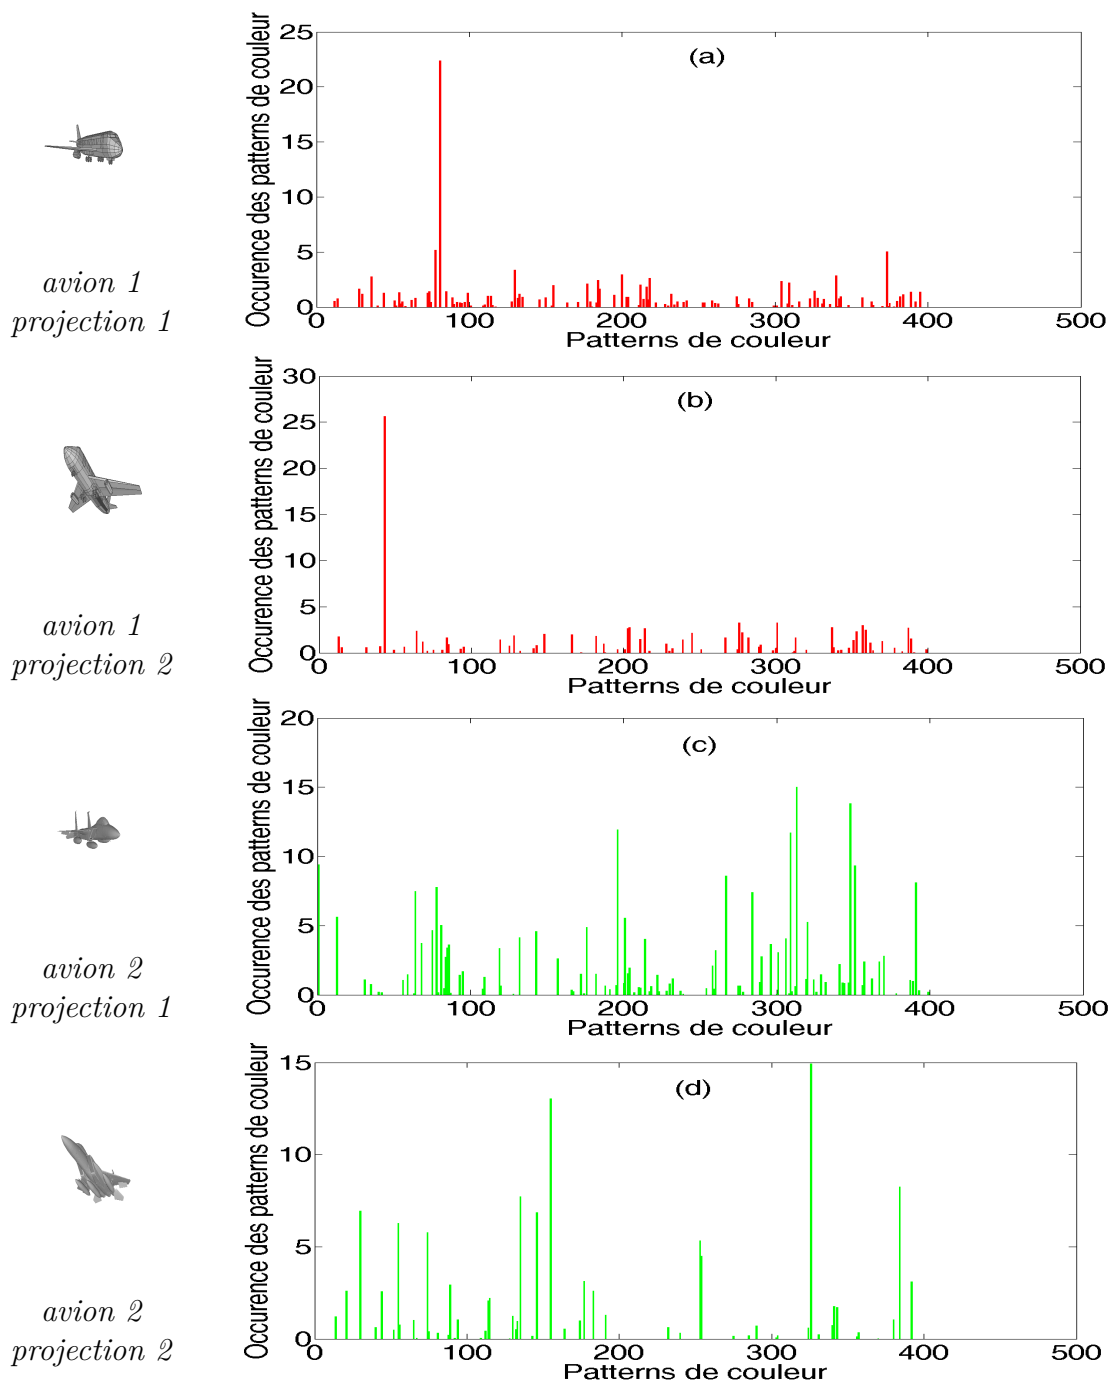 Occurence des patterns de couleur
25
20
15
10
5
0
(a)
0 100 200 300 400 500
Patterns de couleur
avion 1
projection 1
Occurence des patterns de couleur
30
25
20
15
10
5
0
(b)
0 100 200 300 400 500
Patterns de couleur
avion 1
projection 2
Occurence des patterns de couleur
20
15
10
5
0
(c)
0 100 200 300 400 500
Patterns de couleur
avion 2
projection 1
Occurence des patterns de couleur
15
10
5
0
(d)
0 100 200 300 400 500
Patterns de couleur
avion 2
projection 2